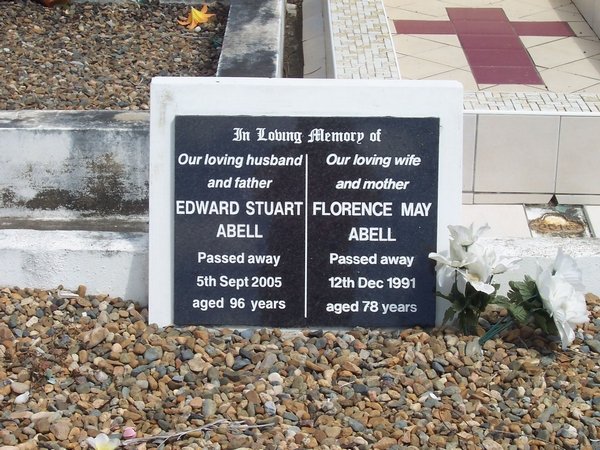 In Loving Memory of
Our loving husband
and father
EDWARD STUART
ABELL
Passed away
5th Sept 2005
aged 96 years
Our loving wife
and mother
FLORENCE MAY
ABELL
Passed away
12th Dec 1991
aged 78 years